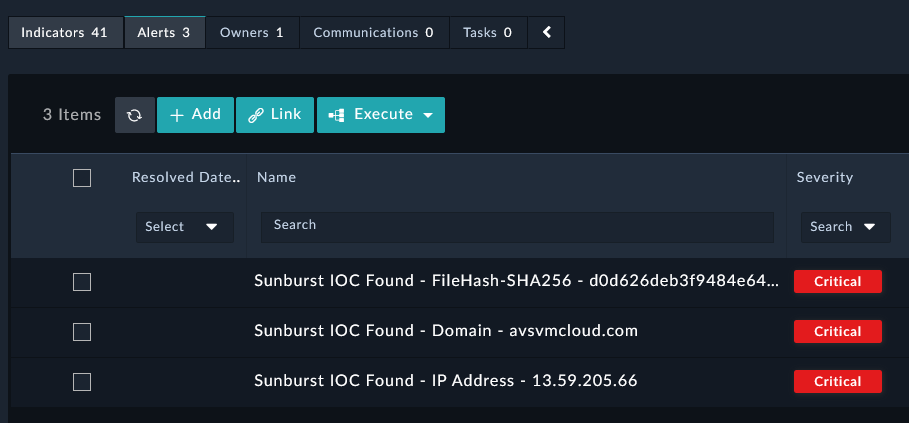 Indicators 41 Alerts 3 Owners 1 Communications 0 Tasks 0
3 Items Add Link Execute
Resolved Date.. Name Severity
Select Search Search
Sunburst IOC Found - FileHash-SHA256 - d0d626deb3f9484e64... Critical
Sunburst IOC Found - Domain - avsvmcloud.com Critical
Sunburst IOC Found - IP Address - 13.59.205.66 Critical